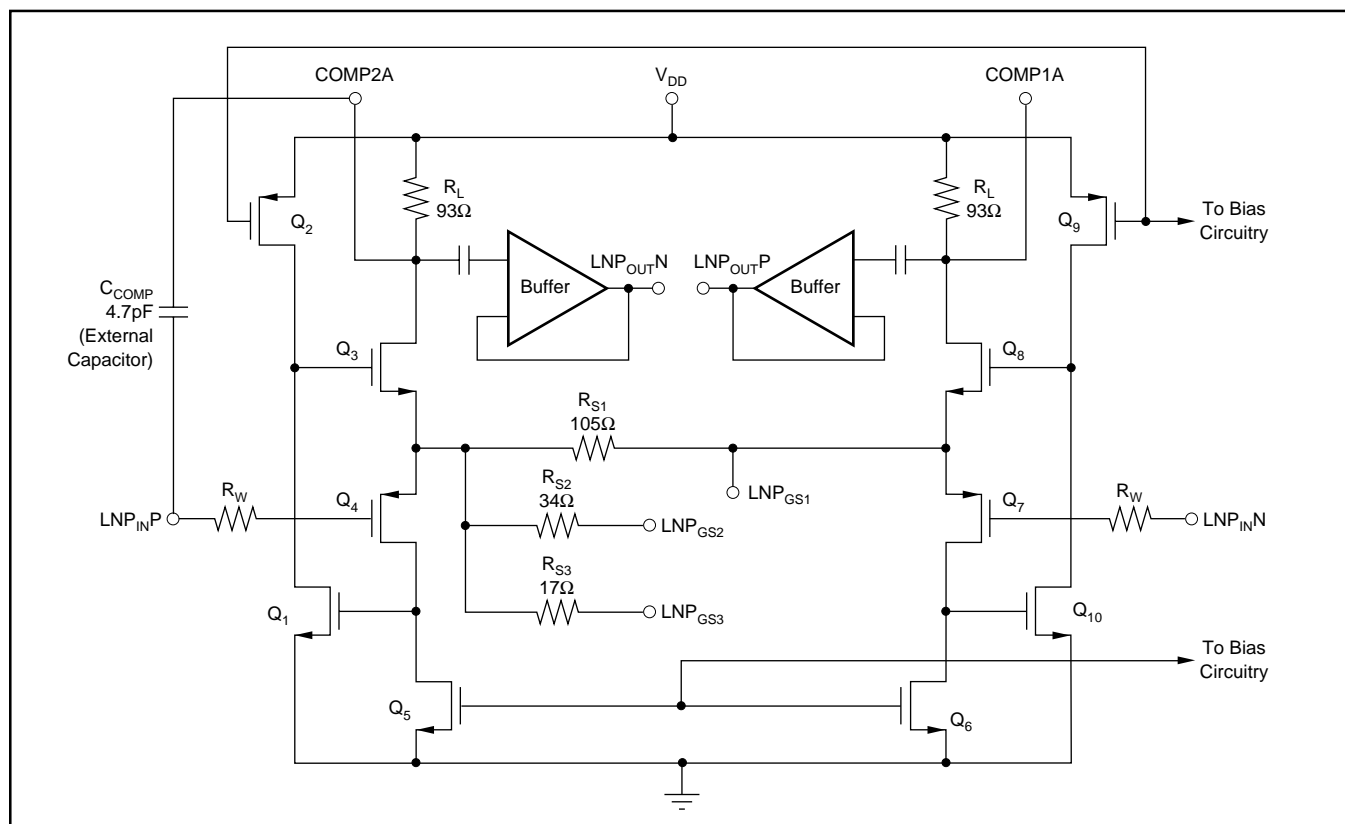 COMP2A
VDD
COMP1A
RL
93Ω
RL
93Ω
Q2
Q9
To Bias
Circuitry
LNPOUTN
LNPOUTP
Buffer
Buffer
CCOMP
4.7pF
(External
Capacitor)
Q3
Q8
RS1
105Ω
RS2
34Ω
LNPGS1
RW
Q4
Q7
RW
LNPINP
LNPINN
LNPGS2
RS3
17Ω
LNPGS3
Q1
Q10
To Bias
Circuitry
Q5
Q6